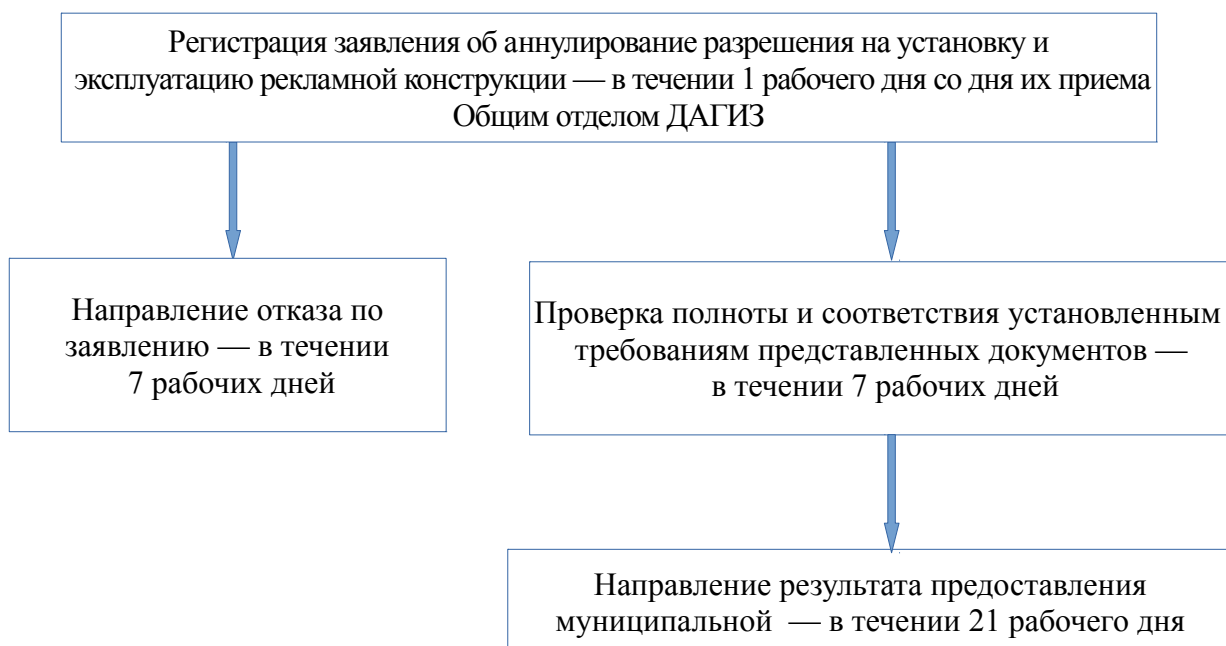 Регистрация заявления об аннулирование разрешения на установку и
эксплуатацию рекламной конструкции — в течении 1 рабочего дня со дня их приема
Общим отделом ДАГИЗ
Направление отказа по
заявлению — в течении
7 рабочих дней
Проверка полноты и соответствия установленным
требованиям представленных документов —
в течении 7 рабочих дней
Направление результата предоставления
муниципальной — в течении 21 рабочего дня